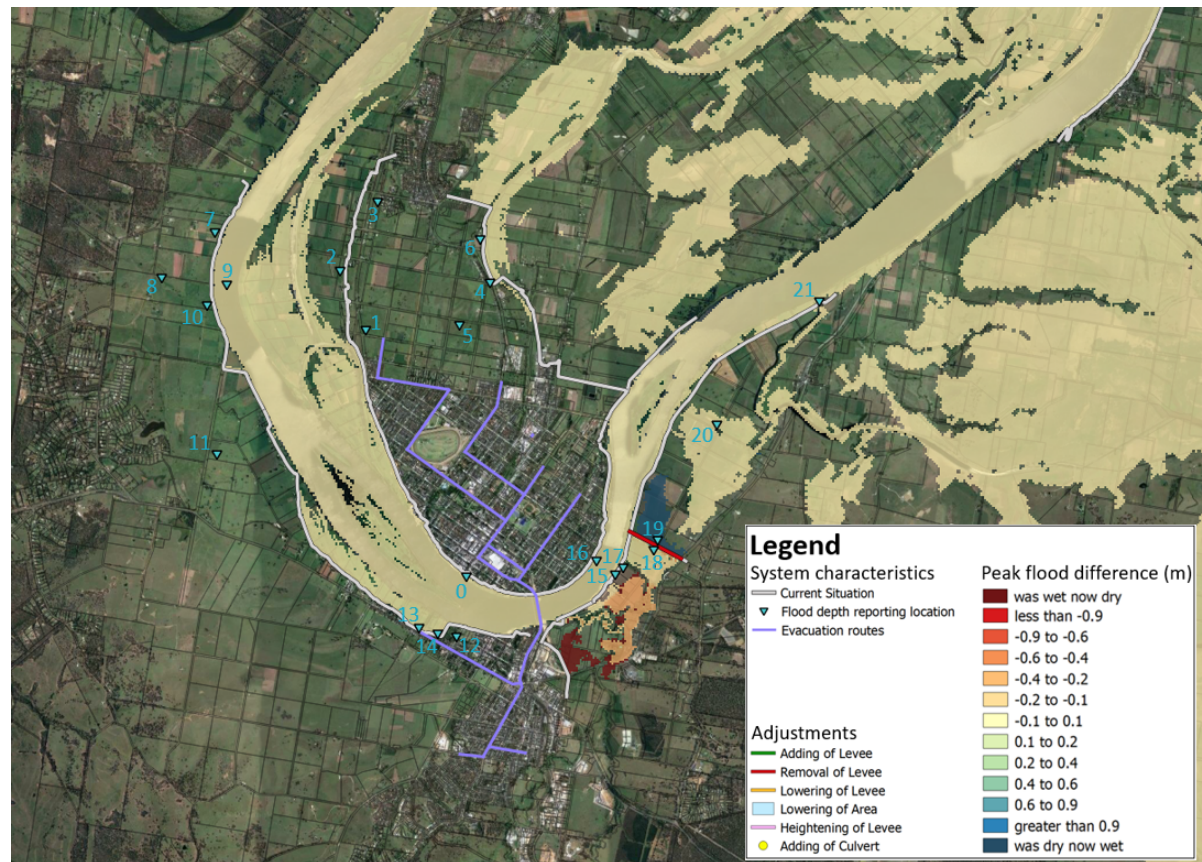 3
7
6
2
8
9
4
10
21
1
5
20
11
19
16
17
18
15
0
13
14
12
Legend
System characteristics
Current Situation
Flood depth reporting location
Evacuation routes
Adjustments
Adding of Levee
Removal of Levee
Lowering of Levee
Lowering of Area
Heightening of Levee
Adding of Culvert
Peak flood difference (m)
was wet now dry
less than -0.9
-0.9 to -0.6
-0.6 to -0.4
-0.4 to -0.2
-0.2 to -0.1
-0.1 to 0.1
0.1 to 0.2
0.2 to 0.4
0.4 to 0.6
0.6 to 0.9
greater than 0.9
was dry now wet